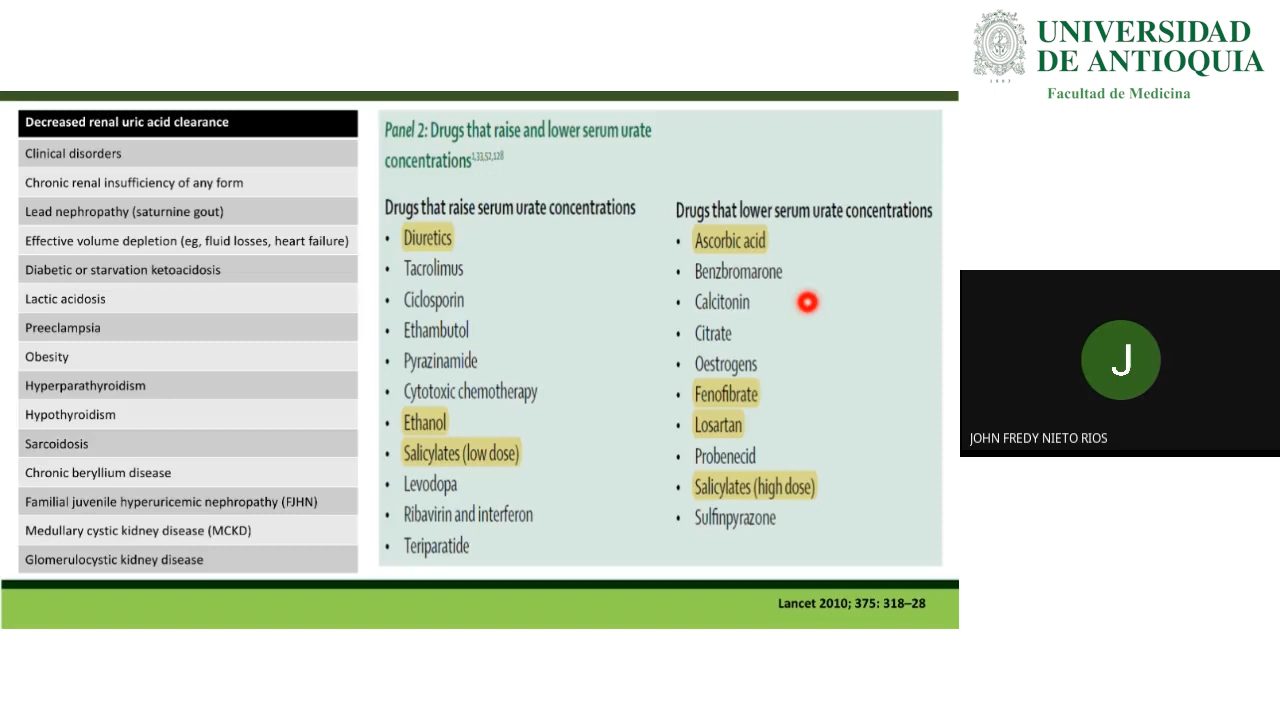 UNIVERSIDAD
DE ANTIOQUIA
1803
Facultad de Medicina
Decreased renal uric acid clearance
Clinical disorders
Chronic renal insufficiency of any form
Lead nephropathy (saturnine gout)
Effective volume depletion (eg, fluid losses, heart failure)
Diabetic or starvation ketoacidosis
Lactic acidosis
Preeclampsia
Obesity
Hyperparathyroidism
Hypothyroidism
Sarcoidosis
Chronic beryllium disease
Familial juvenile hyperuricemic nephropathy (FJHN)
Medullary cystic kidney disease (MCKD)
Glomerulocystic kidney disease
Panel 2: Drugs that raise and lower serum urate
concentrations1,33,52,128
Drugs that raise serum urate concentrations
• Diuretics
• Tacrolimus
• Ciclosporin
• Ethambutol
• Pyrazinamide
• Cytotoxic chemotherapy
• Ethanol
• Salicylates (low dose)
• Levodopa
• Ribavirin and interferon
• Teriparatide
Drugs that lower serum urate concentrations
• Ascorbic acid
• Benzbromarone
• Calcitonin
• Citrate
• Oestrogens
• Fenofibrate
• Losartan
• Probenecid
• Salicylates (high dose)
• Sulfinpyrazone
Lancet 2010; 375: 318–28
J
JOHN FREDY NIETO RIOS